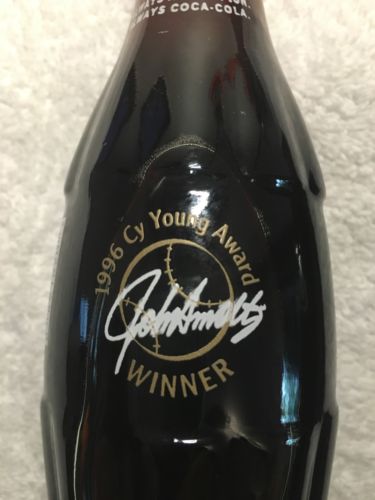 ALWAYS COCA-COLA.
1996 Cy Young Award
John Smoltz
WINNER